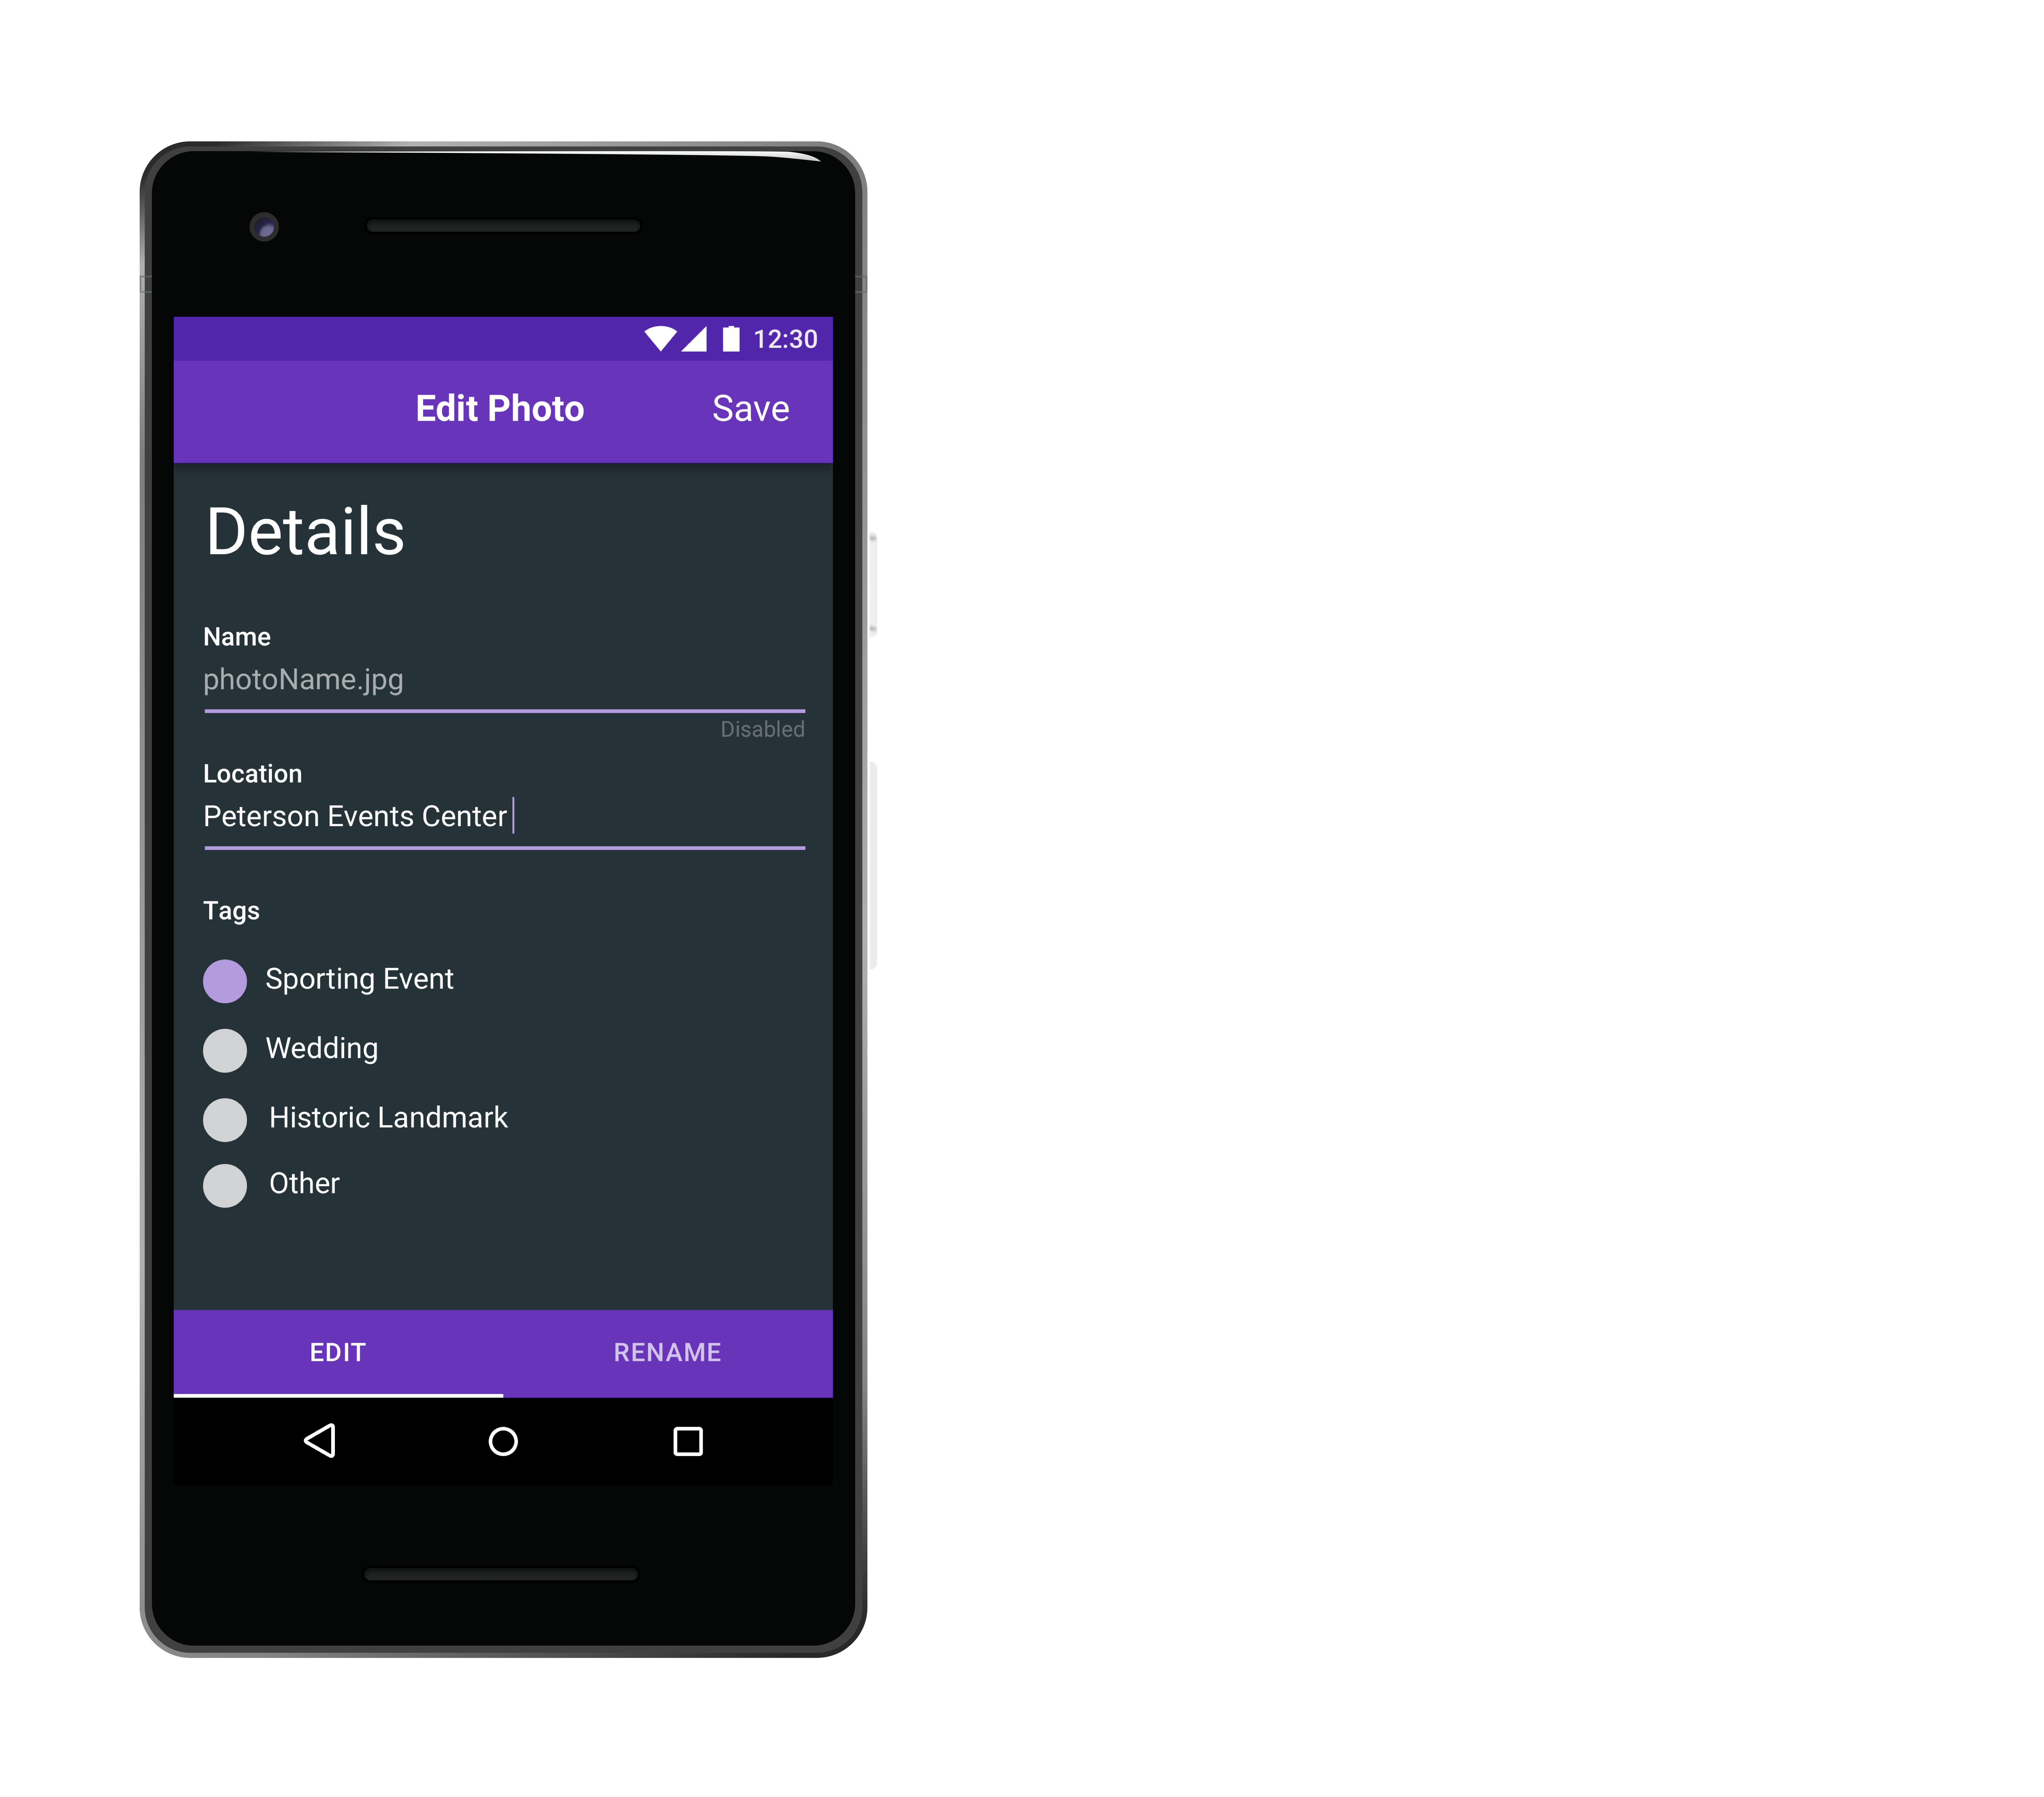 12:30
Edit Photo Save
Details
Name
photoName.jpg
Disabled
Location
Peterson Events Center
Tags
Sporting Event
Wedding
Historic Landmark
Other
EDIT RENAME